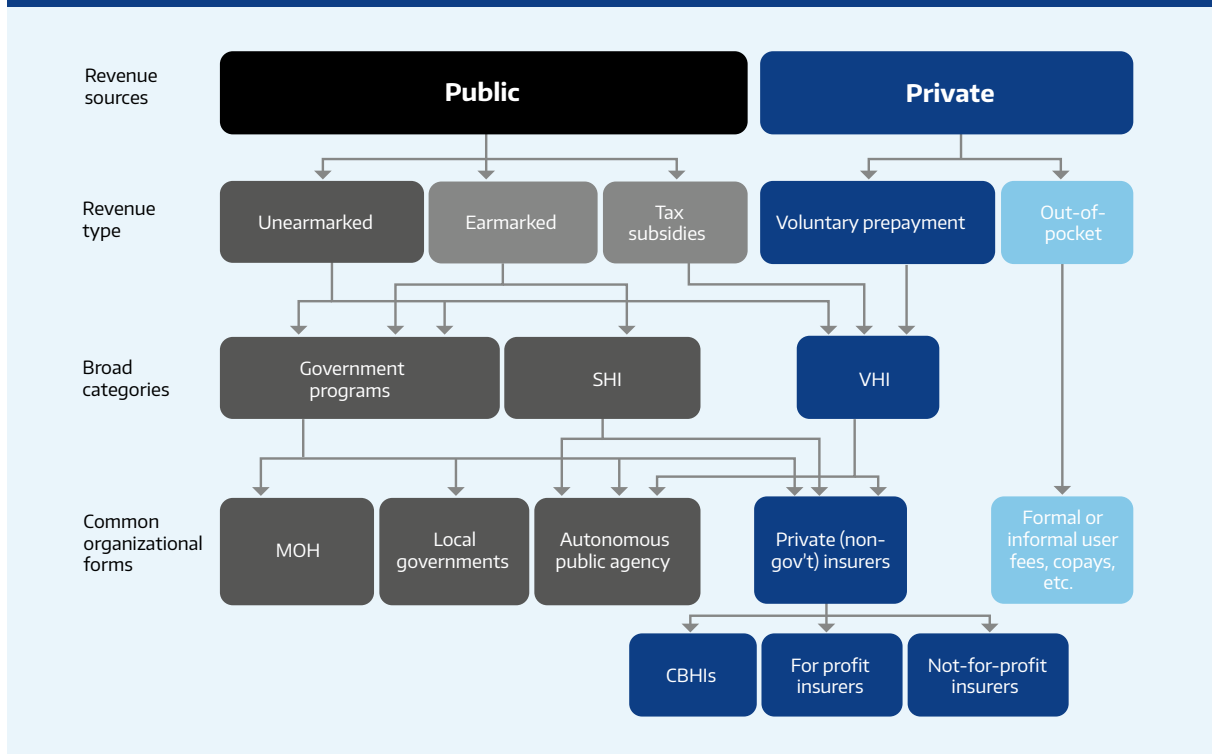 Revenue
sources
Public
Private
Revenue
type
Unearmarked
Earmarked
Tax
subsidies
Voluntary prepayment
Out-of-
pocket
Broad
categories
Government
programs
SHI
VHI
Common
organizational
forms
MOH
Local
governments
Autonomous
public agency
Private (non-
gov't) insurers
Formal or
informal user
fees, copays,
etc.
CBHIs
For profit
insurers
Not-for-profit
insurers